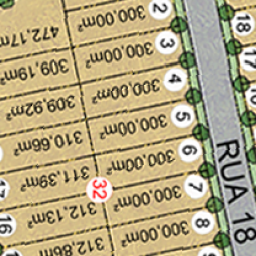 2
300,00m²
472,17m²
3
300,00m²
309,19m²
4
300,00m²
309,92m²
5
300,00m²
310,66m²
6
300,00m²
311,39m²
32
7
300,00m²
312,13m²
8
300,00m²
312,86m²
16
18
17
RUA 18